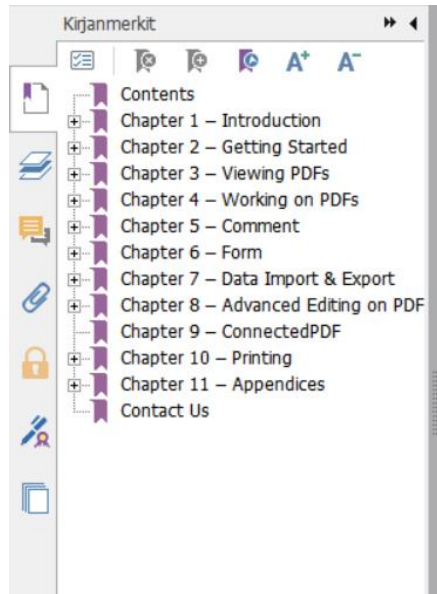 Kirjanmerkit
A+ A-
Contents
Chapter 1 – Introduction
Chapter 2 – Getting Started
Chapter 3 – Viewing PDFs
Chapter 4 – Working on PDFs
Chapter 5 – Comment
Chapter 6 – Form
Chapter 7 – Data Import & Export
Chapter 8 – Advanced Editing on PDF
Chapter 9 – ConnectedPDF
Chapter 10 – Printing
Chapter 11 – Appendices
Contact Us